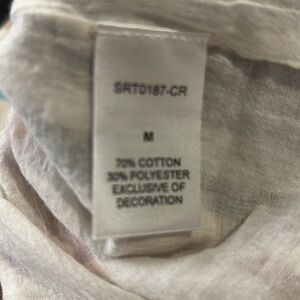 SRT0187-CR
M
70% COTTON
30% POLYESTER
EXCLUSIVE OF
DECORATION